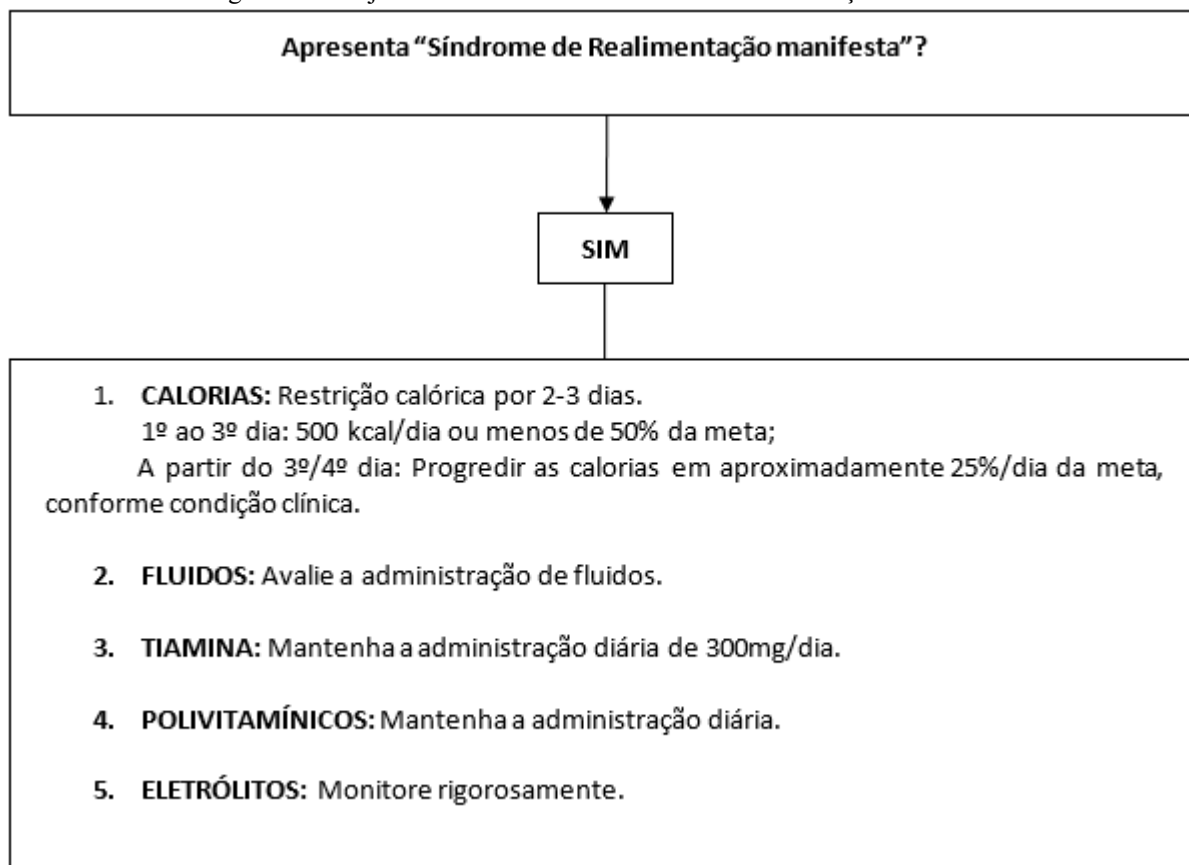 Apresenta “Síndrome de Realimentação manifesta”?
SIM
1. CALORIAS: Restrição calórica por 2-3 dias.
1º ao 3º dia: 500 kcal/dia ou menos de 50% da meta;
A partir do 3º/4º dia: Progredir as calorias em aproximadamente 25%/dia da meta,
conforme condição clínica.
2. FLUIDOS: Avalie a administração de fluidos.
3. TIAMINA: Mantenha a administração diária de 300mg/dia.
4. POLIVITAMÍNICOS: Mantenha a administração diária.
5. ELETRÓLITOS: Monitore rigorosamente.